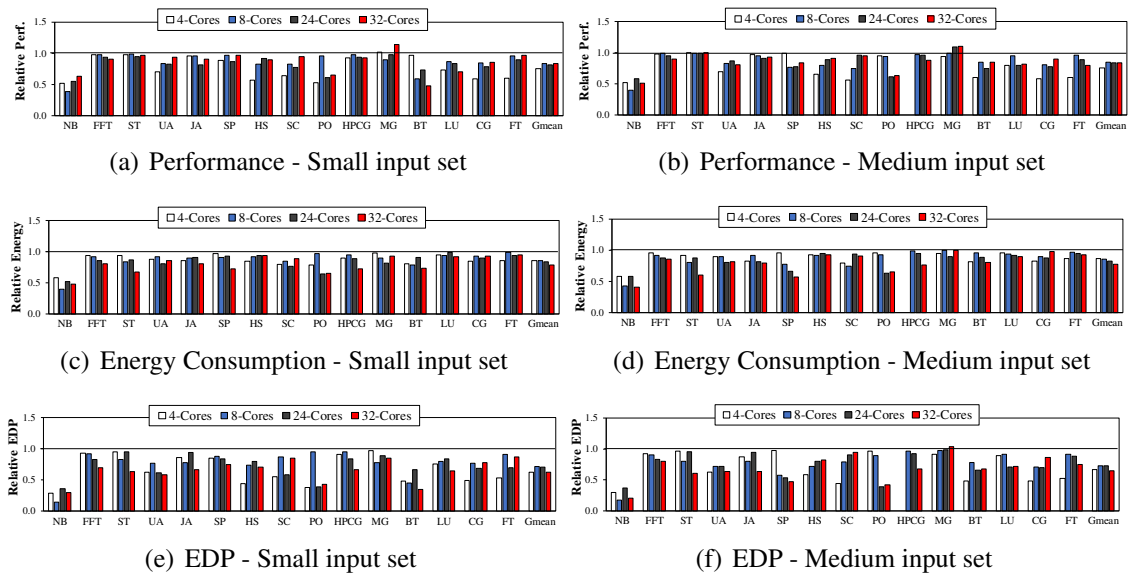 4-Cores 8-Cores 24-Cores 32-Cores
Relative Perf.
1.5
1.0
0.5
0.0
NB FFT ST UA JA SP HS SC PO HPCG MG BT LU CG FT Gmean
(a) Performance - Small input set
4-Cores 8-Cores 24-Cores 32-Cores
Relative Perf.
1.5
1.0
0.5
0.0
NB FFT ST UA JA SP HS SC PO HPCG MG BT LU CG FT Gmean
(b) Performance - Medium input set
4-Cores 8-Cores 24-Cores 32-Cores
Relative Energy
1.5
1.0
0.5
0.0
NB FFT ST UA JA SP HS SC PO HPCG MG BT LU CG FT Gmean
(c) Energy Consumption - Small input set
4-Cores 8-Cores 24-Cores 32-Cores
Relative Energy
1.5
1.0
0.5
0.0
NB FFT ST UA JA SP HS SC PO HPCG MG BT LU CG FT Gmean
(d) Energy Consumption - Medium input set
4-Cores 8-Cores 24-Cores 32-Cores
Relative EDP
1.5
1.0
0.5
0.0
NB FFT ST UA JA SP HS SC PO HPCG MG BT LU CG FT Gmean
(e) EDP - Small input set
4-Cores 8-Cores 24-Cores 32-Cores
Relative EDP
1.5
1.0
0.5
0.0
NB FFT ST UA JA SP HS SC PO HPCG MG BT LU CG FT Gmean
(f) EDP - Medium input set